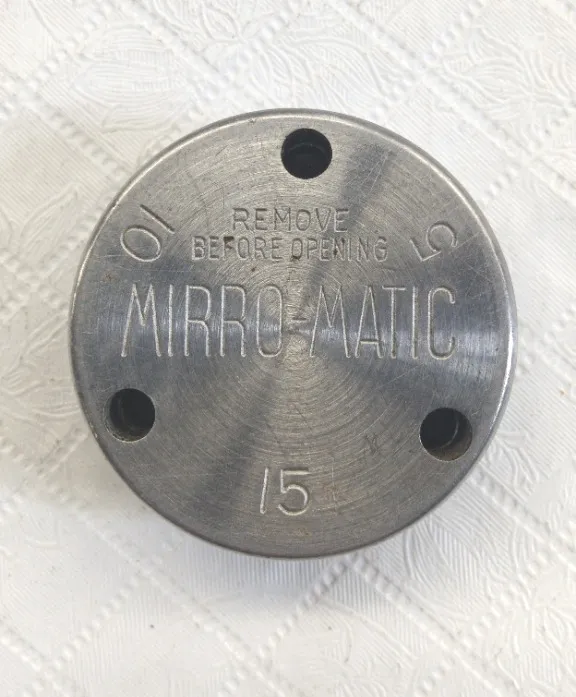 REMOVE
BEFORE OPENING
10
5
MIRRO-MATIC
15